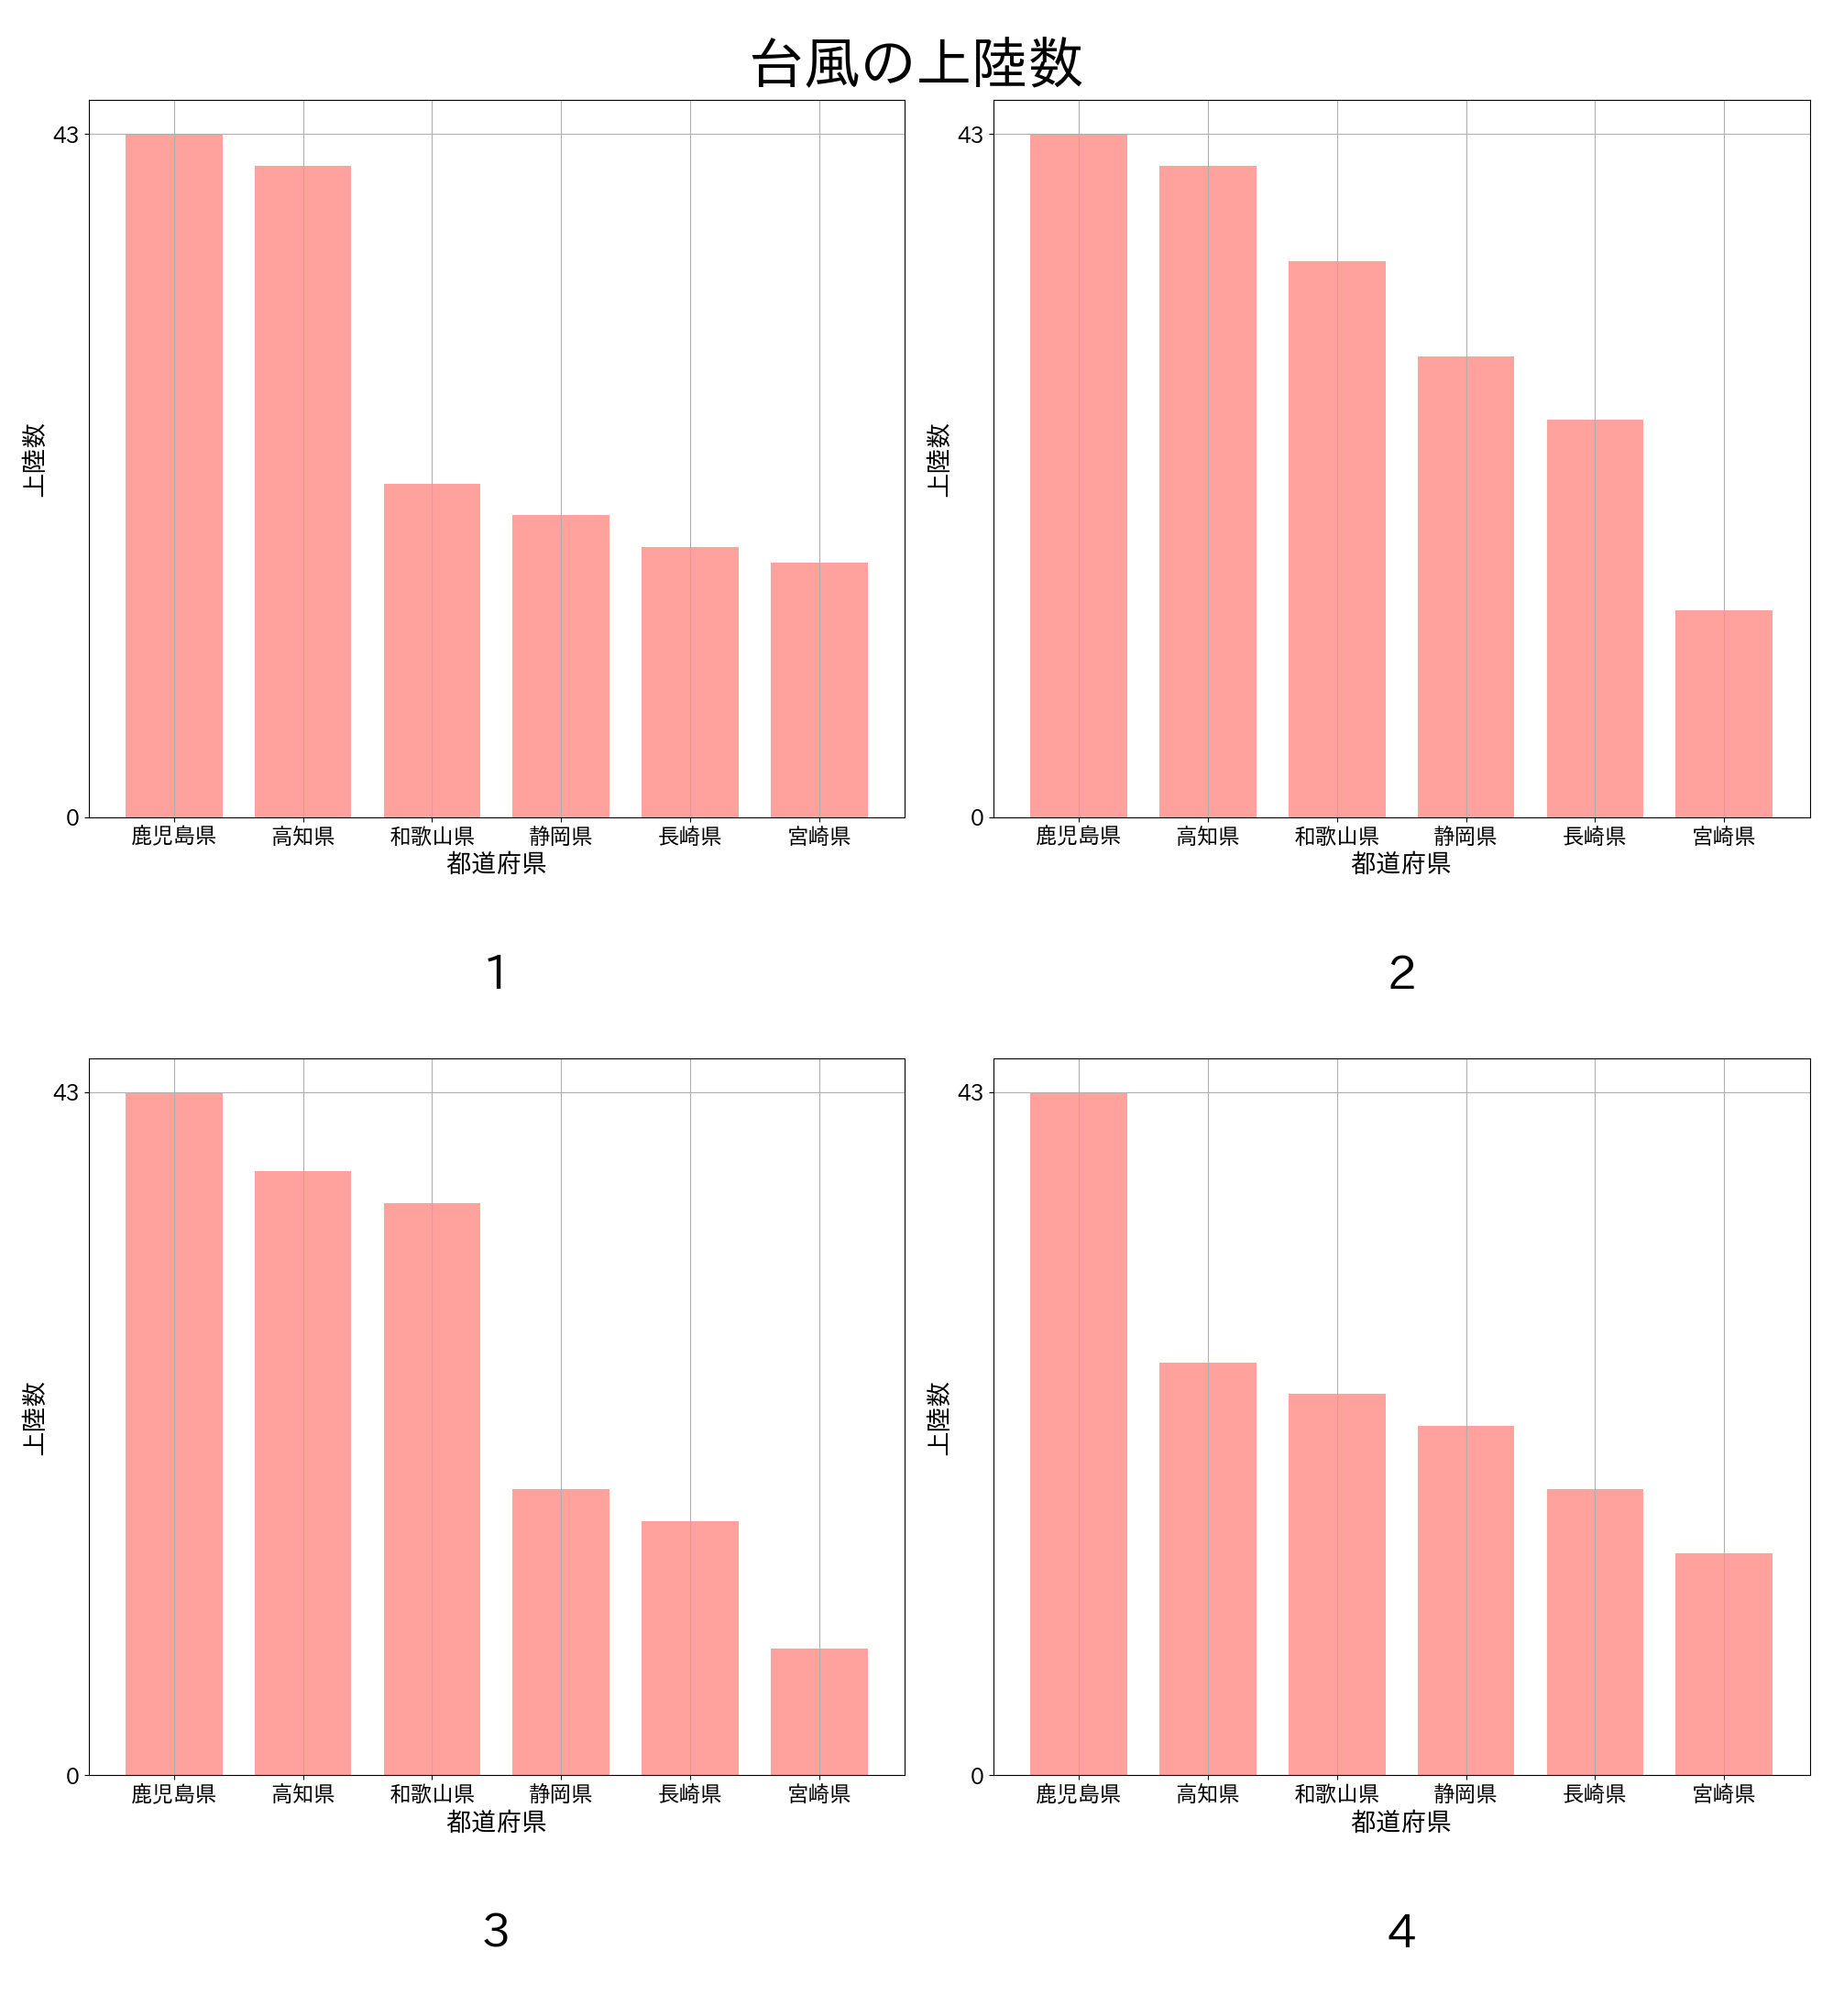 台風の上陸数
43
0
上陸数
鹿児島県 高知県 和歌山県 静岡県 長崎県 宮崎県
都道府県
1
43
0
上陸数
鹿児島県 高知県 和歌山県 静岡県 長崎県 宮崎県
都道府県
2
43
0
上陸数
鹿児島県 高知県 和歌山県 静岡県 長崎県 宮崎県
都道府県
3
43
0
上陸数
鹿児島県 高知県 和歌山県 静岡県 長崎県 宮崎県
都道府県
4